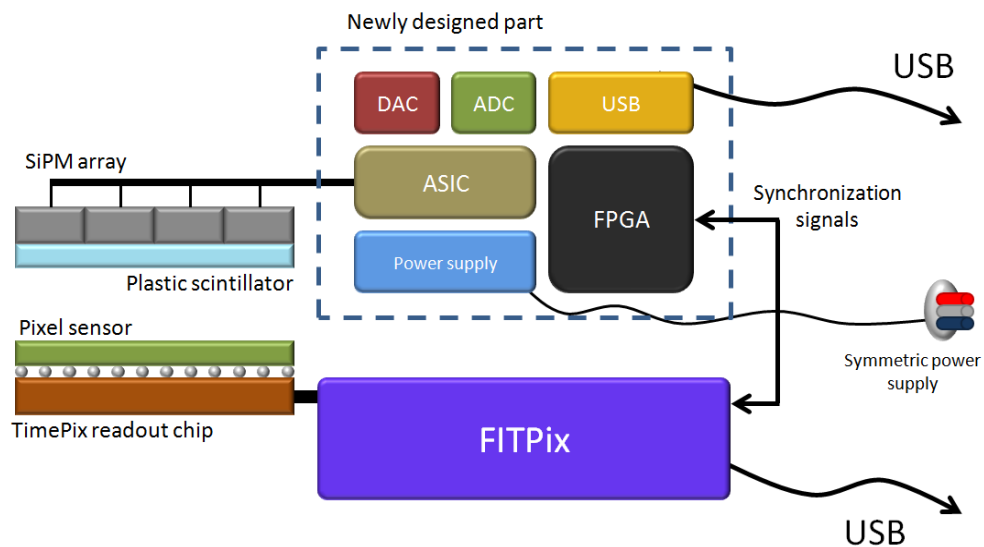 Newly designed part
USB
DAC
ADC
USB
SiPM array
ASIC
FPGA
Synchronization
signals
Power supply
Plastic scintillator
Pixel sensor
Symmetric power
supply
TimePix readout chip
FITPix
USB